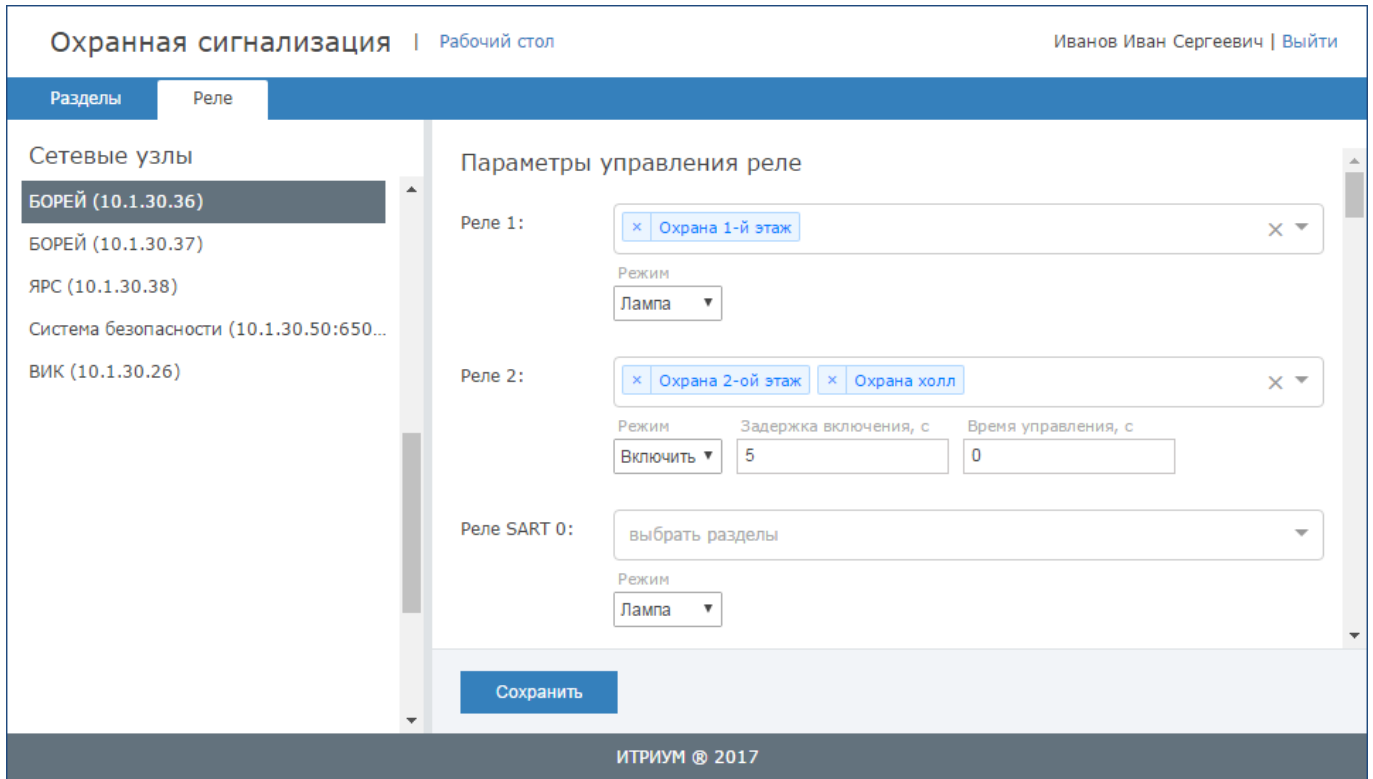 Охранная сигнализация | Рабочий стол Иванов Иван Сергеевич | Выйти
Разделы Реле
Сетевые узлы
БОРЕЙ (10.1.30.36)
БОРЕЙ (10.1.30.37)
ЯРС (10.1.30.38)
Система безопасности (10.1.30.50:650...
ВИК (10.1.30.26)
Параметры управления реле
Реле 1: × Охрана 1-й этаж
Режим
Лампа
Реле 2: × Охрана 2-ой этаж × Охрана холл
Режим Задержка включения, с Время управления, с
Включить 5 0
Реле SART 0: выбрать разделы
Режим
Лампа
Сохранить
ИТРИУМ ® 2017